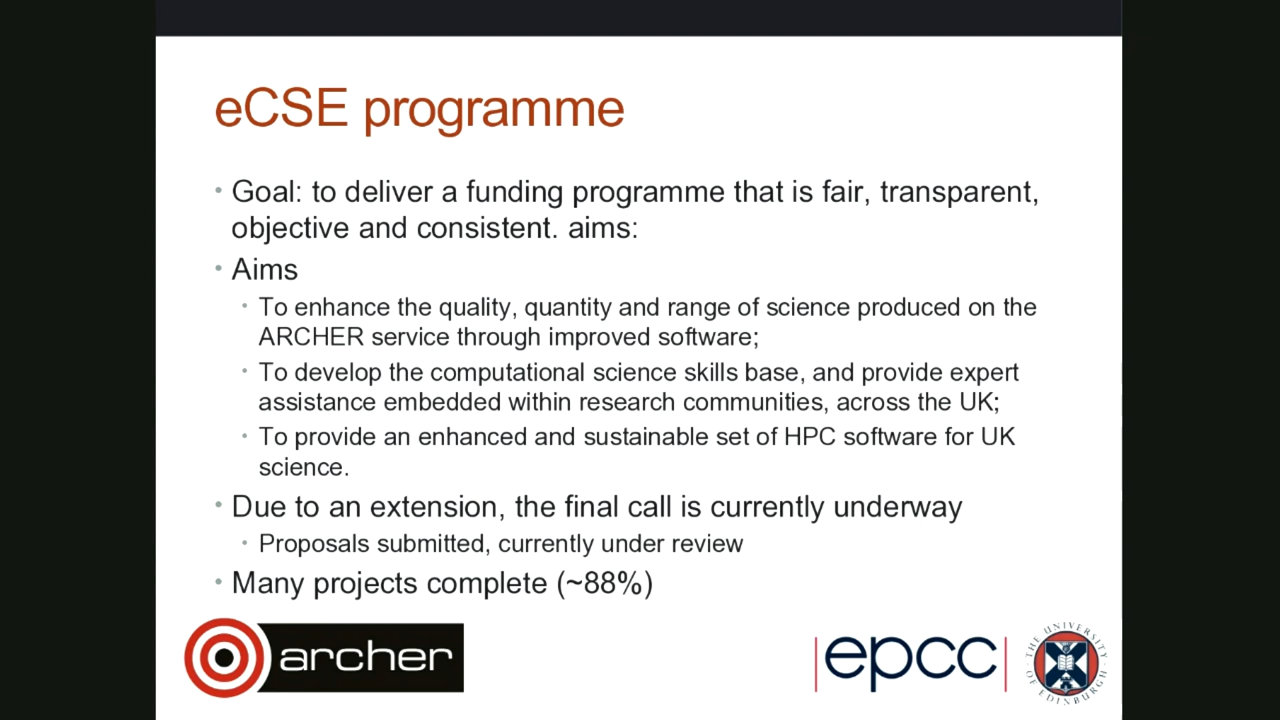 eCSE programme
• Goal: to deliver a funding programme that is fair, transparent,
objective and consistent. aims:
• Aims
• To enhance the quality, quantity and range of science produced on the
ARCHER service through improved software;
• To develop the computational science skills base, and provide expert
assistance embedded within research communities, across the UK;
• To provide an enhanced and sustainable set of HPC software for UK
science.
• Due to an extension, the final call is currently underway
• Proposals submitted, currently under review
• Many projects complete (~88%)
archer
|epcc|
THE UNIVERSITY OF EDINBURGH